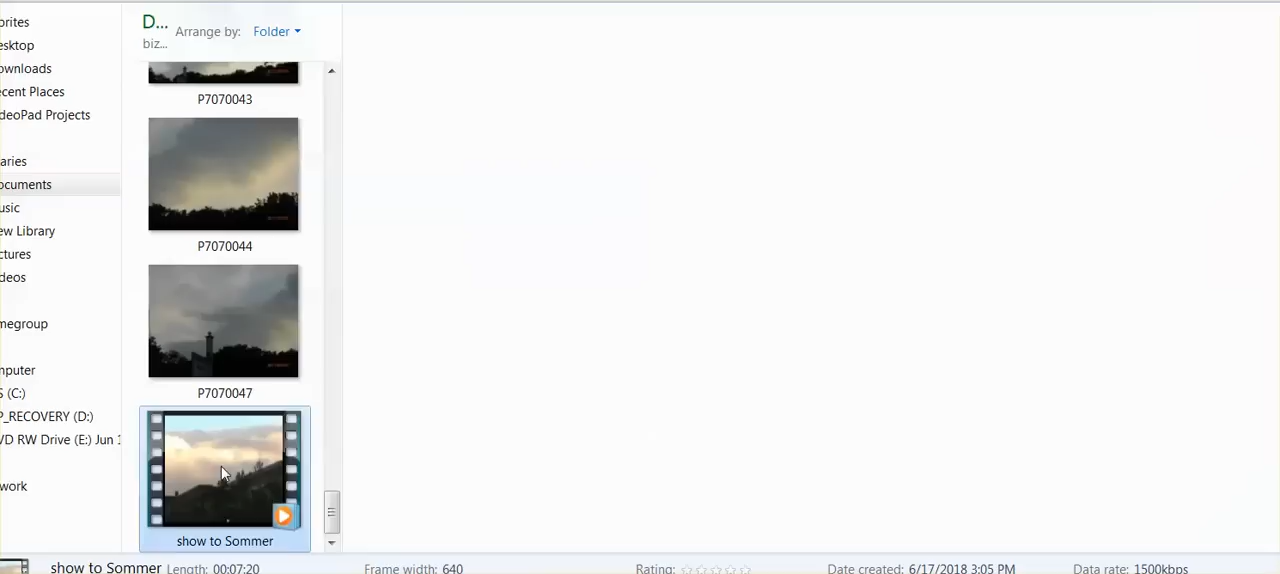 orites
esktop
ownloads
ecent Places
deoPad Projects
aries
ocuments
usic
ew Library
ctures
deos
megroup
mputer
S (C:)
P_RECOVERY (D:)
VD RW Drive (E:) Jun 1
work
D...
biz...
Arrange by: Folder
P7070043
P7070044
P7070047
show to Sommer
show to Sommer Length: 00:07:20 Frame width: 640 Rating: Date created: 6/17/2018 3:05 PM Data rate: 1500kbps